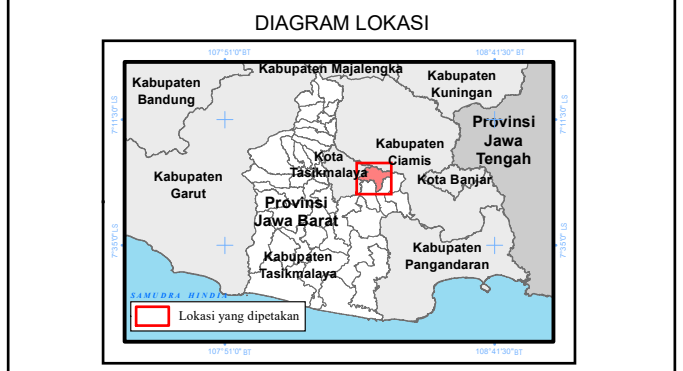 DIAGRAM LOKASI
107°51'0" BT
108°41'30" BT
Kabupaten Majalengka
Kabupaten
Bandung
Kabupaten
Kuningan
7°11'30" LS
7°11'30" LS
Provinsi
Jawa
Tengah
Kabupaten
Ciamis
Kota
Tasikmalaya
Kabupaten
Garut
Kota Banjar
Provinsi
Jawa Barat
7°35'0" LS
7°35'0" LS
Kabupaten
Tasikmalaya
Kabupaten
Pangandaran
SAMUDRA HINDIA
Lokasi yang dipetakan
107°51'0" BT
108°41'30" BT